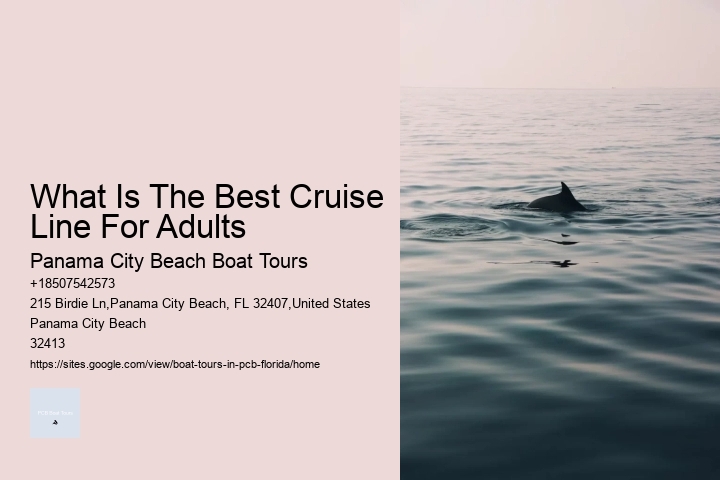 What Is The Best Cruise
Line For Adults
Panama City Beach Boat Tours
+18507542573
215 Birdie Ln,Panama City Beach, FL 32407,United States
Panama City Beach
32413
https://sites.google.com/view/boat-tours-in-pcb-florida/home